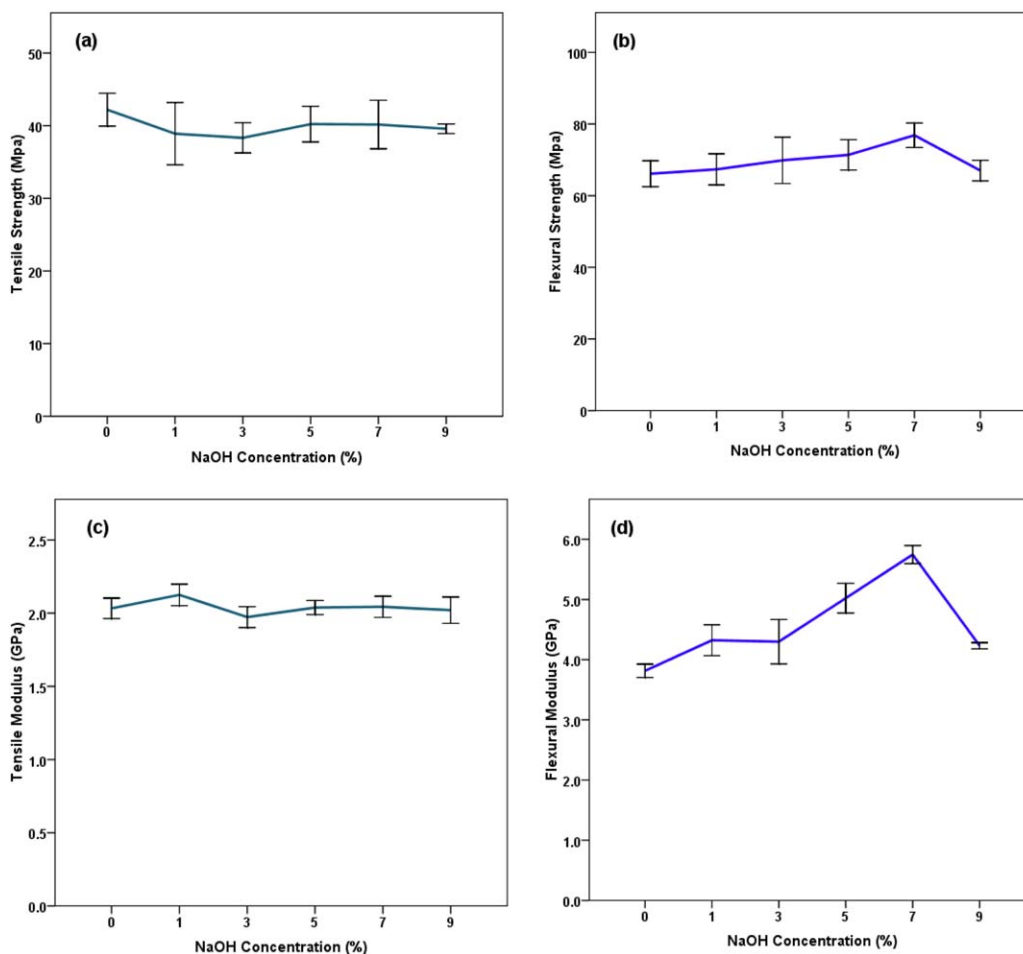 (a)
Tensile Strength (Mpa)
50
40
30
20
10
0
0 1 3 5 7 9
NaOH Concentration (%)
(b)
Flexural Strength (Mpa)
100
80
60
40
20
0
0 1 3 5 7 9
NaOH Concentration (%)
(c)
Tensile Modulus (GPa)
2.5
2.0
1.5
1.0
0.5
0.0
0 1 3 5 7 9
NaOH Concentration (%)
(d)
Flexural Modulus (GPa)
6.0
5.0
4.0
3.0
2.0
1.0
0.0
0 1 3 5 7 9
NaOH Concentration (%)